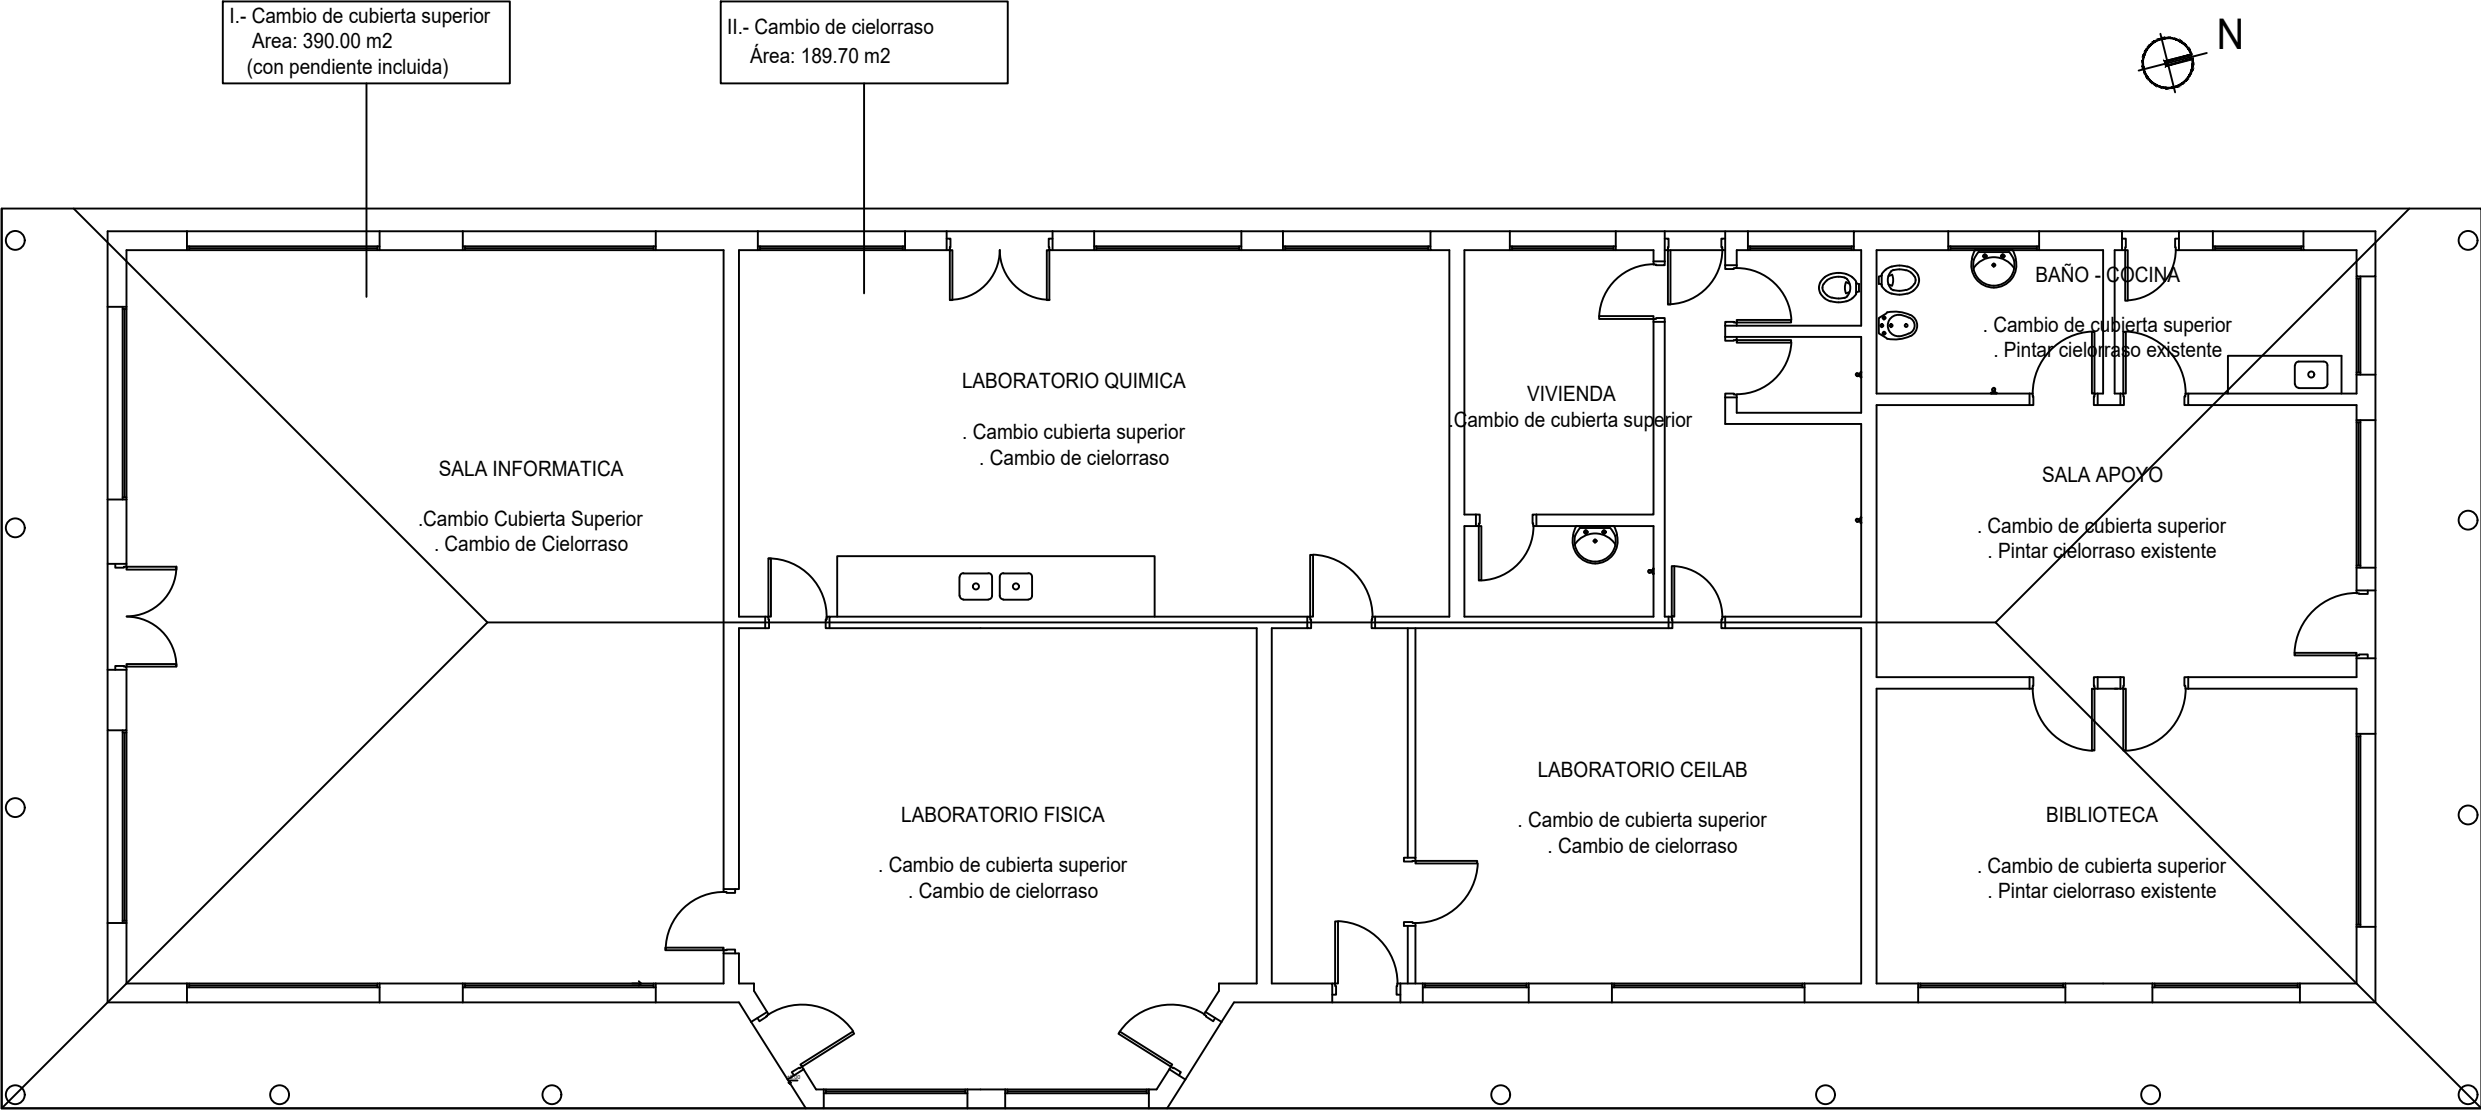 I.- Cambio de cubierta superior
Area: 390.00 m2
(con pendiente incluida)
II.- Cambio de cielorraso
Área: 189.70 m2
N
BAÑO - COCINA
. Cambio de cubierta superior
. Pintar cielorraso existente
LABORATORIO QUIMICA
. Cambio cubierta superior
. Cambio de cielorraso
VIVIENDA
.Cambio de cubierta superior
SALA INFORMATICA
.Cambio Cubierta Superior
. Cambio de Cielorraso
SALA APOYO
. Cambio de cubierta superior
. Pintar cielorraso existente
LABORATORIO FISICA
. Cambio de cubierta superior
. Cambio de cielorraso
LABORATORIO CEILAB
. Cambio de cubierta superior
. Cambio de cielorraso
BIBLIOTECA
. Cambio de cubierta superior
. Pintar cielorraso existente